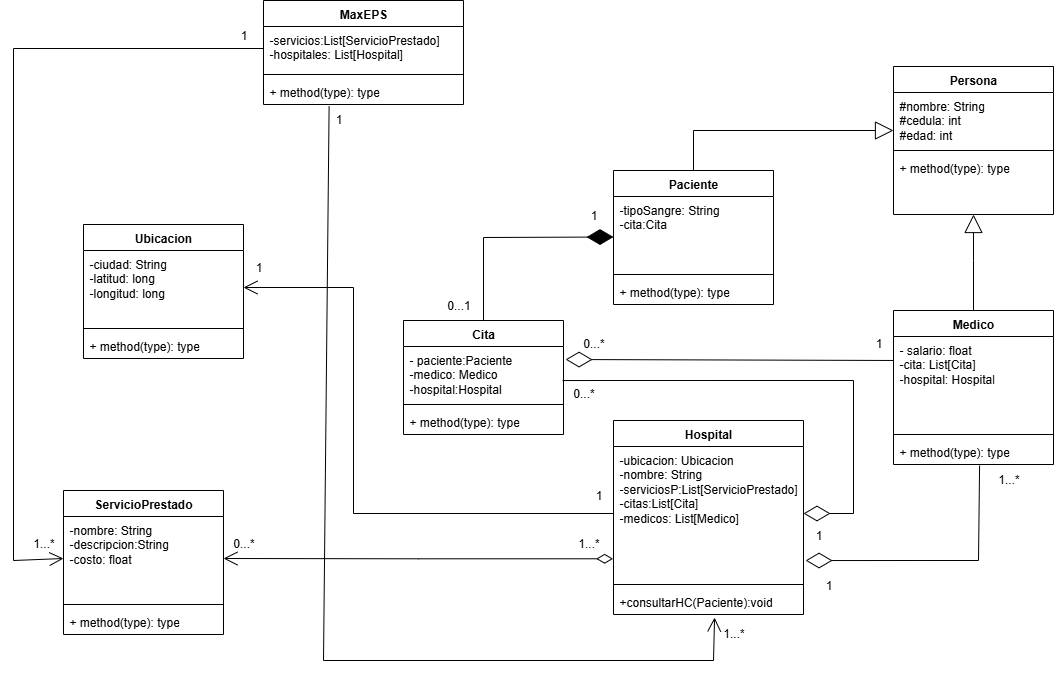 MaxEPS
-servicios:List[ServicioPrestado]
-hospitales: List[Hospital]
+ method(type): type
1
1
Persona
#nombre: String
#cedula: int
#edad: int
+ method(type): type
Paciente
-tipoSangre: String
-cita:Cita
+ method(type): type
1
0...1
Ubicacion
-ciudad: String
-latitud: long
-longitud: long
+ method(type): type
1
Cita
- paciente:Paciente
-medico: Medico
-hospital:Hospital
+ method(type): type
0...*
1
0...*
Medico
- salario: float
-cita: List[Cita]
-hospital: Hospital
+ method(type): type
1...*
Hospital
-ubicacion: Ubicacion
-nombre: String
-serviciosP:List[ServicioPrestado]
-citas:List[Cita]
-medicos: List[Medico]
+consultarHC(Paciente):void
1
1...*
1
1
1...*
ServicioPrestado
-nombre: String
-descripcion:String
-costo: float
+ method(type): type
1...*
0...*